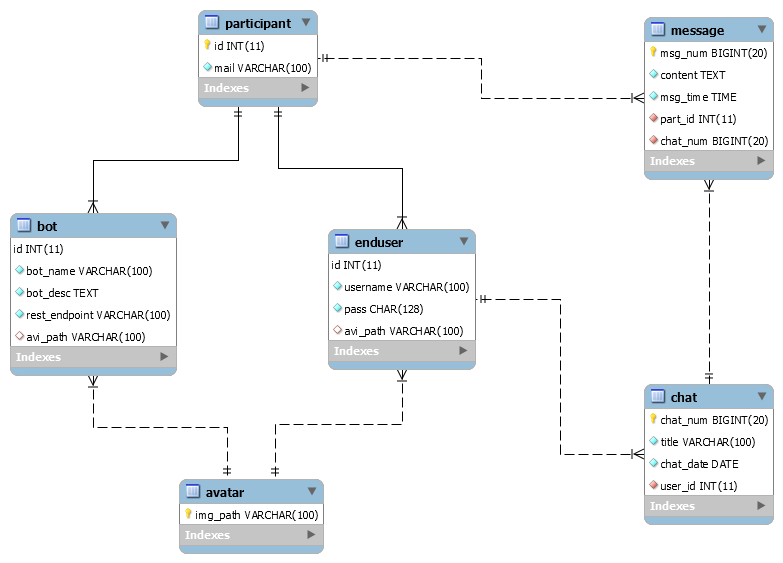 participant
id INT(11)
mail VARCHAR(100)
Indexes
message
msg_num BIGINT(20)
content TEXT
msg_time TIME
part_id INT(11)
chat_num BIGINT(20)
Indexes
bot
id INT(11)
bot_name VARCHAR(100)
bot_desc TEXT
rest_endpoint VARCHAR(100)
avi_path VARCHAR(100)
Indexes
enduser
id INT(11)
username VARCHAR(100)
pass CHAR(128)
avi_path VARCHAR(100)
Indexes
chat
chat_num BIGINT(20)
title VARCHAR(100)
chat_date DATE
user_id INT(11)
Indexes
avatar
img_path VARCHAR(100)
Indexes